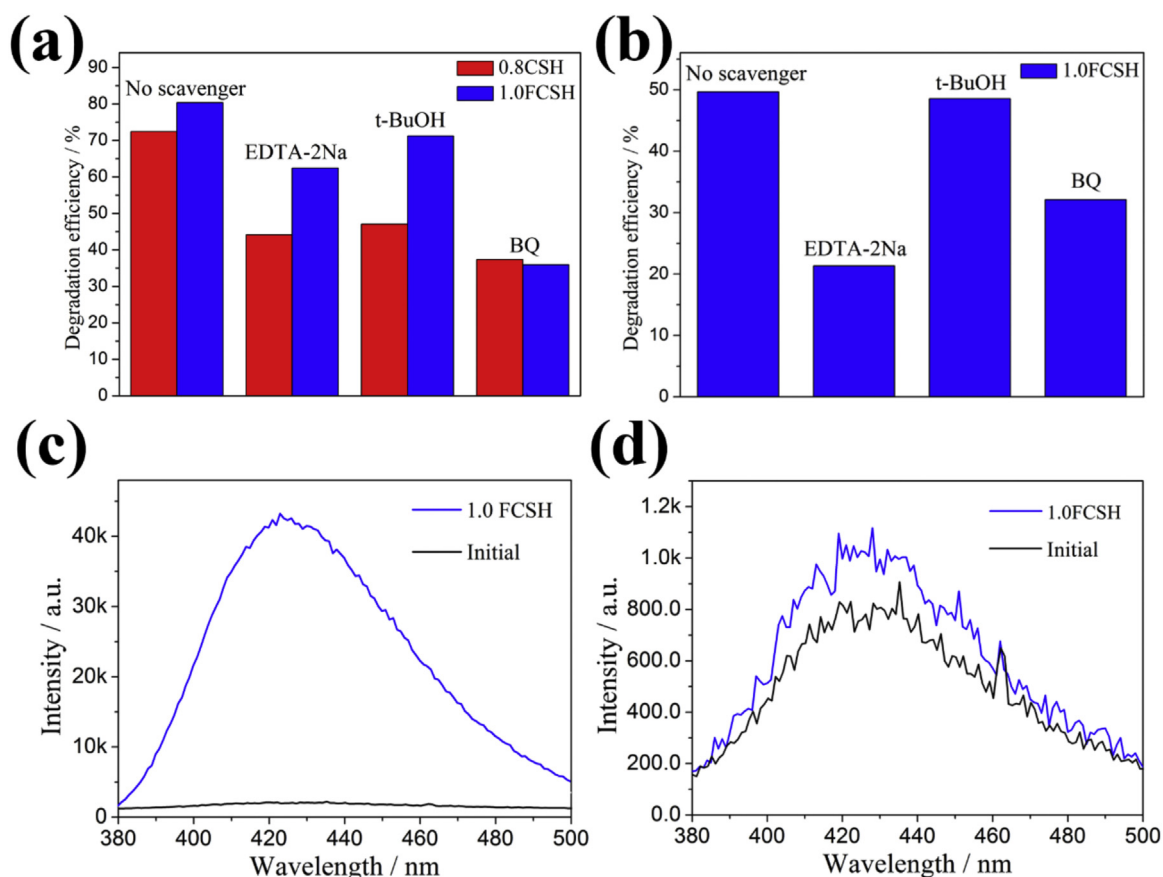 (a)
Degradation efficiency / %
90
80
70
60
50
40
30
20
10
0
No scavenger
EDTA-2Na
t-BuOH
BQ
0.8CSH
1.0FCSH
(b)
Degradation efficiency / %
50
40
30
20
10
0
No scavenger
EDTA-2Na
t-BuOH
BQ
1.0FCSH
(c)
Intensity / a.u.
40k
30k
20k
10k
0
1.0 FCSH
Initial
380 400 420 440 460 480 500
Wavelength / nm
(d)
Intensity / a.u.
1.2k
1.0k
800.0
600.0
400.0
200.0
0.0
1.0FCSH
Initial
380 400 420 440 460 480 500
Wavelength / nm